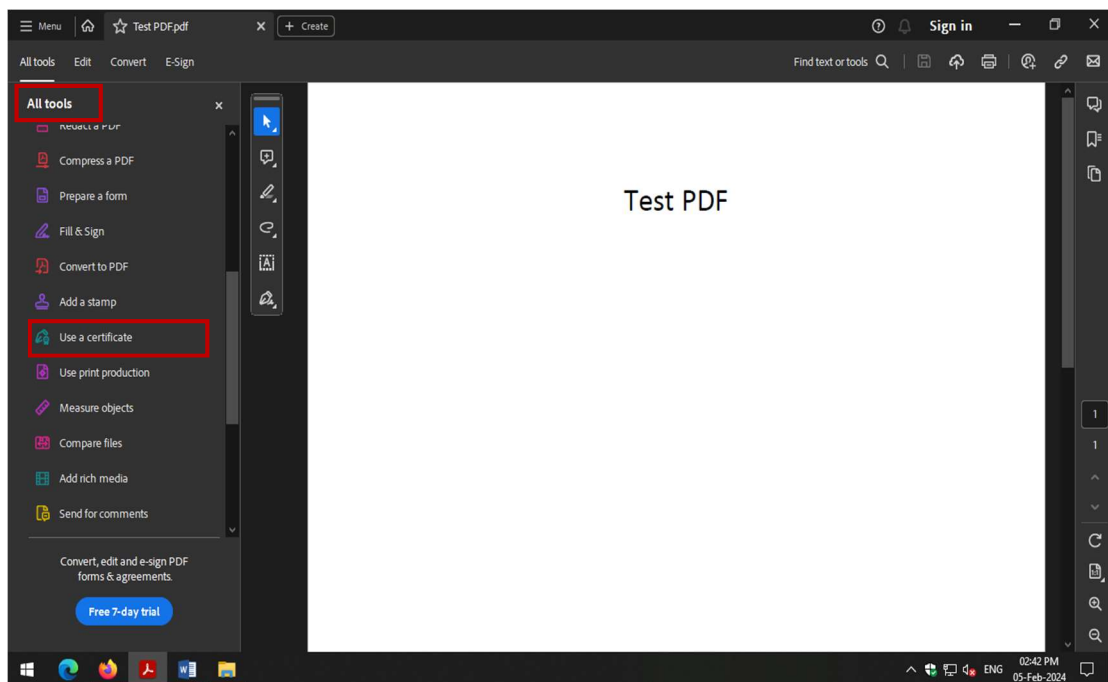 Menu
Test PDF.pdf
Create
Sign in
All tools
Edit
Convert
E-Sign
Find text or tools
All tools
Redact a PDF
Compress a PDF
Prepare a form
Fill & Sign
Convert to PDF
Add a stamp
Use a certificate
Use print production
Measure objects
Compare files
Add rich media
Send for comments
Convert, edit and e-sign PDF
forms & agreements.
Free 7-day trial
Test PDF
1
1
ENG
02:42 PM
05-Feb-2024